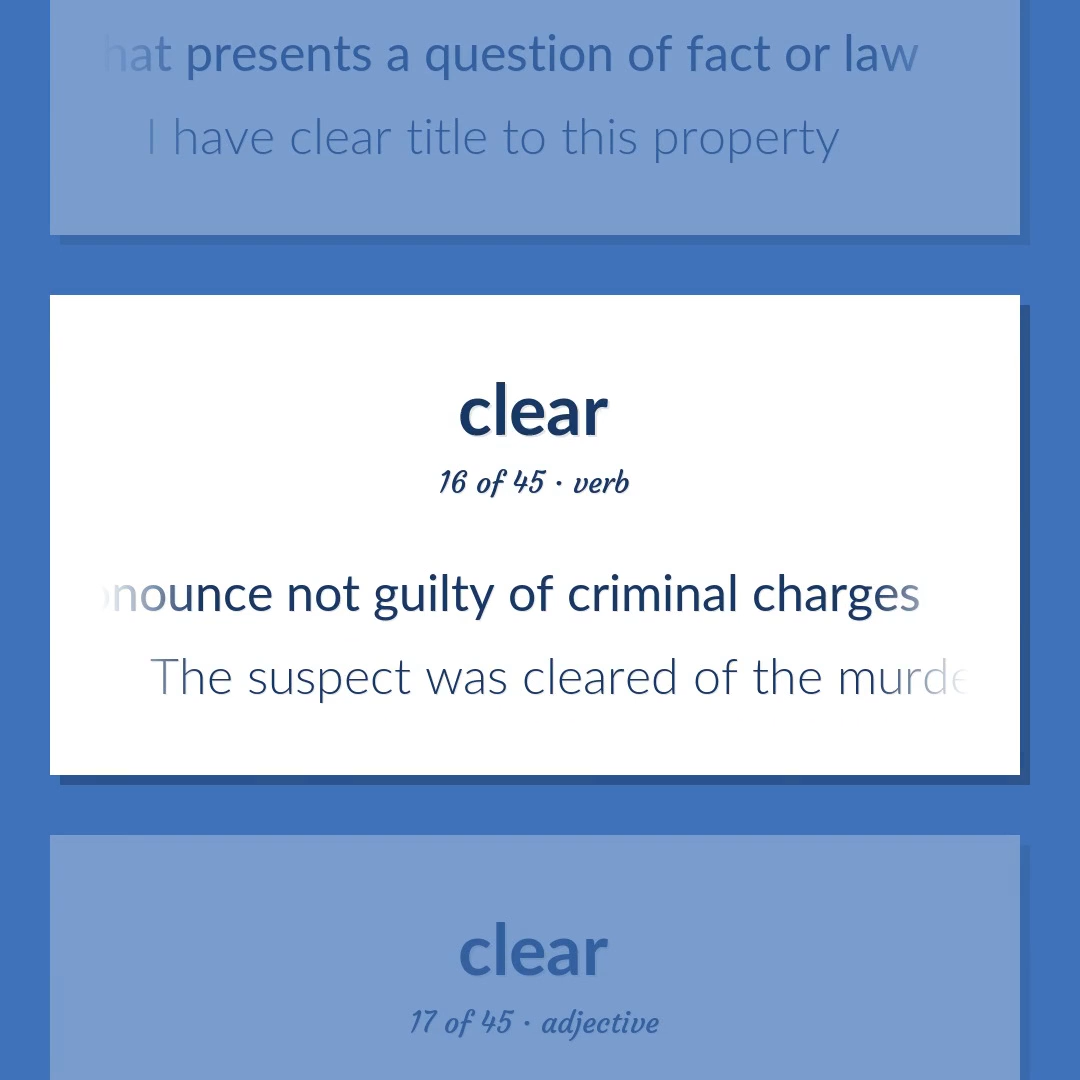 hat presents a question of fact or law
I have clear title to this property
clear
16 of 45 · verb
nounce not guilty of criminal charges
The suspect was cleared of the murde
clear
17 of 45 · adjective